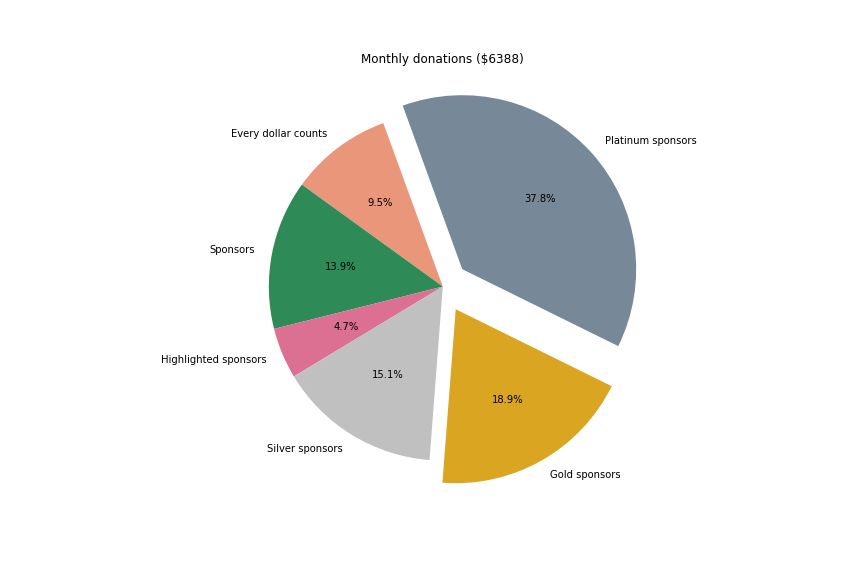 Monthly donations ($6388)
Every dollar counts
Platinum sponsors
37.8%
9.5%
Sponsors
13.9%
4.7%
Highlighted sponsors
15.1%
18.9%
Silver sponsors
Gold sponsors